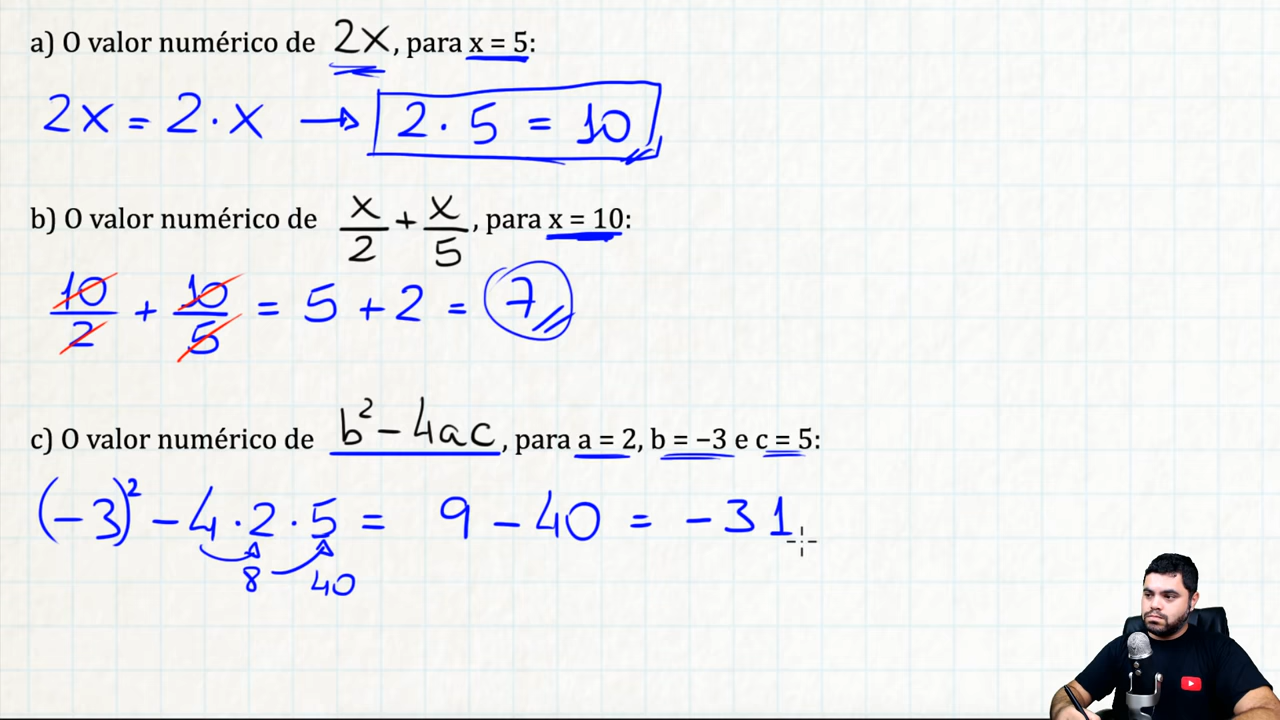 a) O valor numérico de 2x, para x = 5:
2x = 2 · x → 2 · 5 = 10
b) O valor numérico de x/2 + x/5, para x = 10:
10/2 + 10/5 = 5 + 2 = 7
c) O valor numérico de b² − 4ac, para a = 2, b = −3 e c = 5:
(−3)² − 4 · 2 · 5 = 9 − 40 = −31
8 40